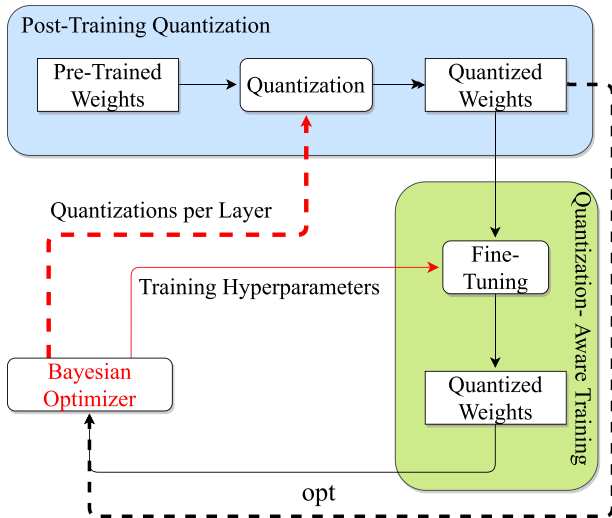 Post-Training Quantization
Pre-Trained
Weights
Quantization
Quantized
Weights
Quantizations per Layer
Training Hyperparameters
Fine-
Tuning
Quantization- Aware Training
Bayesian
Optimizer
Quantized
Weights
opt